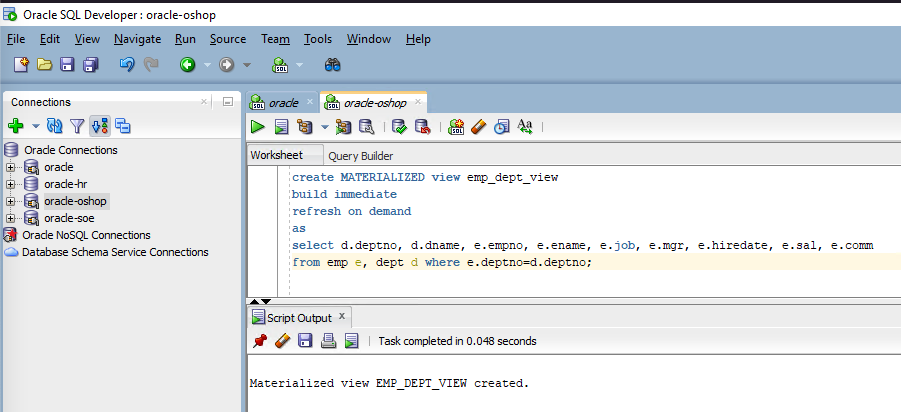 Oracle SQL Developer : oracle-oshop
File Edit View Navigate Run Source Team Tools Window Help
SQL
Connections
oracle
oracle-oshop
Aa
SQL
Worksheet
Query Builder
Oracle Connections
oracle
oracle-hr
oracle-oshop
oracle-soe
Oracle NoSQL Connections
Database Schema Service Connections
create MATERIALIZED view emp_dept_view
build immediate
refresh on demand
as
select d.deptno, d.dname, e.empno, e.ename, e.job, e.mgr, e.hiredate, e.sal, e.comm
from emp e, dept d where e.deptno=d.deptno;
Script Output
Task completed in 0.048 seconds
Materialized view EMP_DEPT_VIEW created.